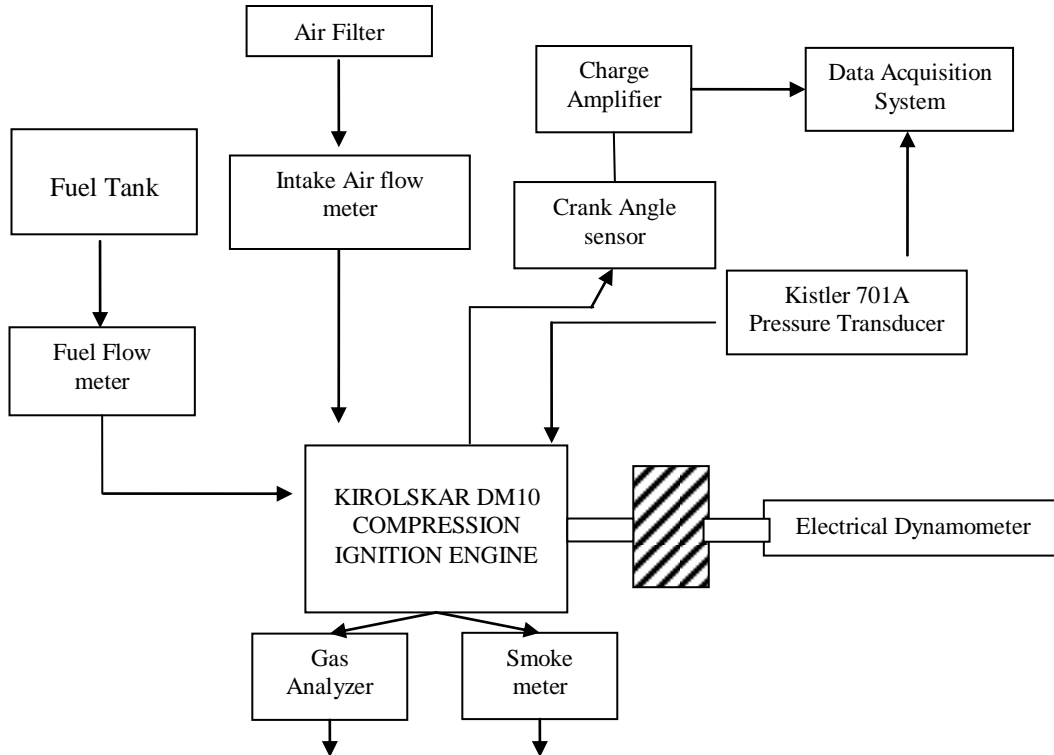 Air Filter
Charge
Amplifier
Data Acquisition
System
Fuel Tank
Intake Air flow
meter
Crank Angle
sensor
Kistler 701A
Pressure Transducer
Fuel Flow
meter
KIROLSKAR DM10
COMPRESSION
IGNITION ENGINE
Electrical Dynamometer
Gas
Analyzer
Smoke
meter